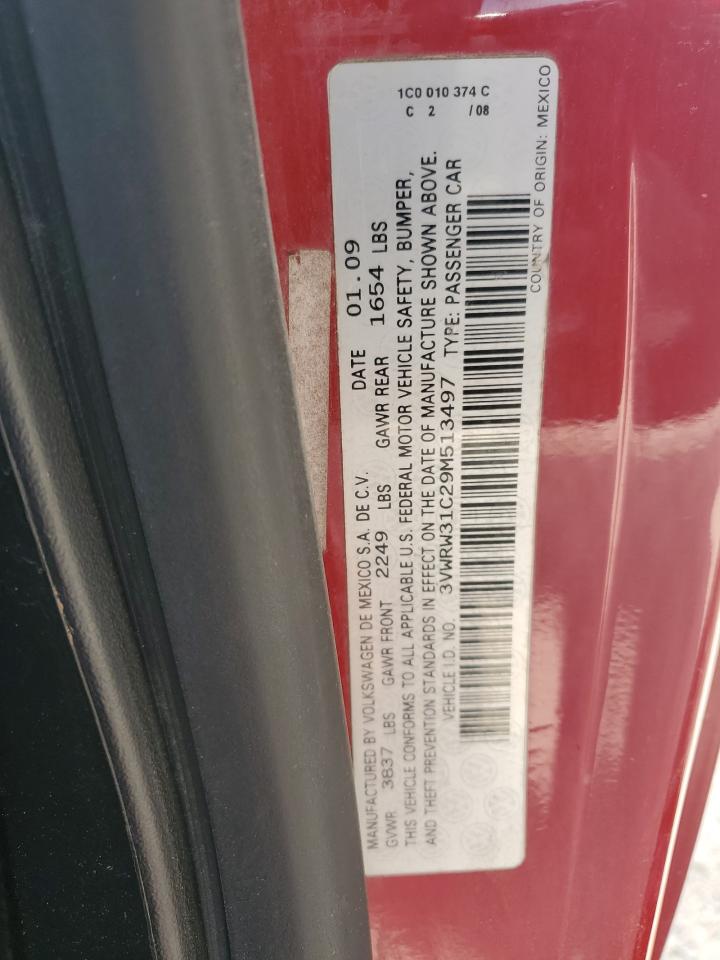 MANUFACTURED BY VOLKSWAGEN DE MEXICO S.A. DE C.V. DATE 01.09
GVWR 3837 LBS GAWR FRONT 2249 LBS GAWR REAR 1654 LBS
THIS VEHICLE CONFORMS TO ALL APPLICABLE U.S. FEDERAL MOTOR VEHICLE SAFETY, BUMPER,
AND THEFT PREVENTION STANDARDS IN EFFECT ON THE DATE OF MANUFACTURE SHOWN ABOVE.
VEHICLE I.D. NO. 3VWRW31C29M513497 TYPE: PASSENGER CAR
COUNTRY OF ORIGIN: MEXICO
1C0 010 374 C
C 2 /08